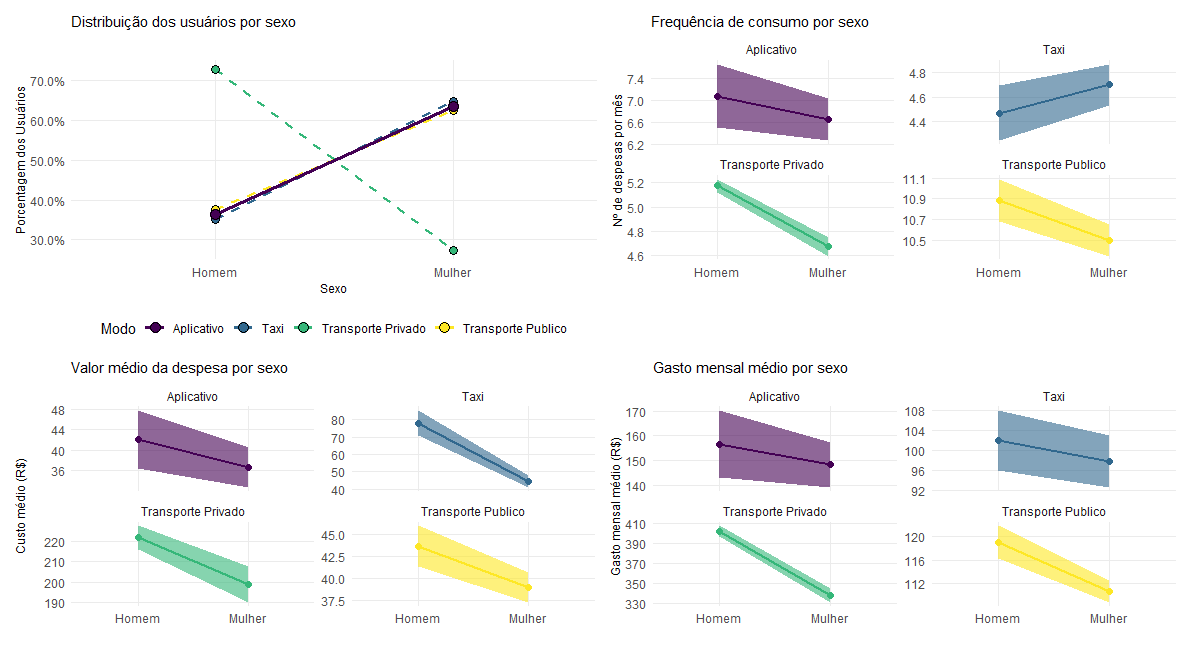 Distribuição dos usuários por sexo
Porcentagem dos Usuários
70.0%
60.0%
50.0%
40.0%
30.0%
Homem
Mulher
Sexo
Modo Aplicativo Taxi Transporte Privado Transporte Publico
Frequência de consumo por sexo
Nº de despesas por mês
Aplicativo
7.4
7.0
6.6
6.2
Taxi
4.8
4.6
4.4
Transporte Privado
5.2
5.0
4.8
4.6
Homem
Mulher
Transporte Publico
11.1
10.9
10.7
10.5
Homem
Mulher
Valor médio da despesa por sexo
Custo médio (R$)
Aplicativo
48
44
40
36
Taxi
80
70
60
50
40
Transporte Privado
220
210
200
190
Homem
Mulher
Transporte Publico
45.0
42.5
40.0
37.5
Homem
Mulher
Gasto mensal médio por sexo
Gasto mensal médio (R$)
Aplicativo
170
160
150
140
Taxi
108
104
100
96
92
Transporte Privado
410
390
370
350
330
Homem
Mulher
Transporte Publico
120
116
112
Homem
Mulher